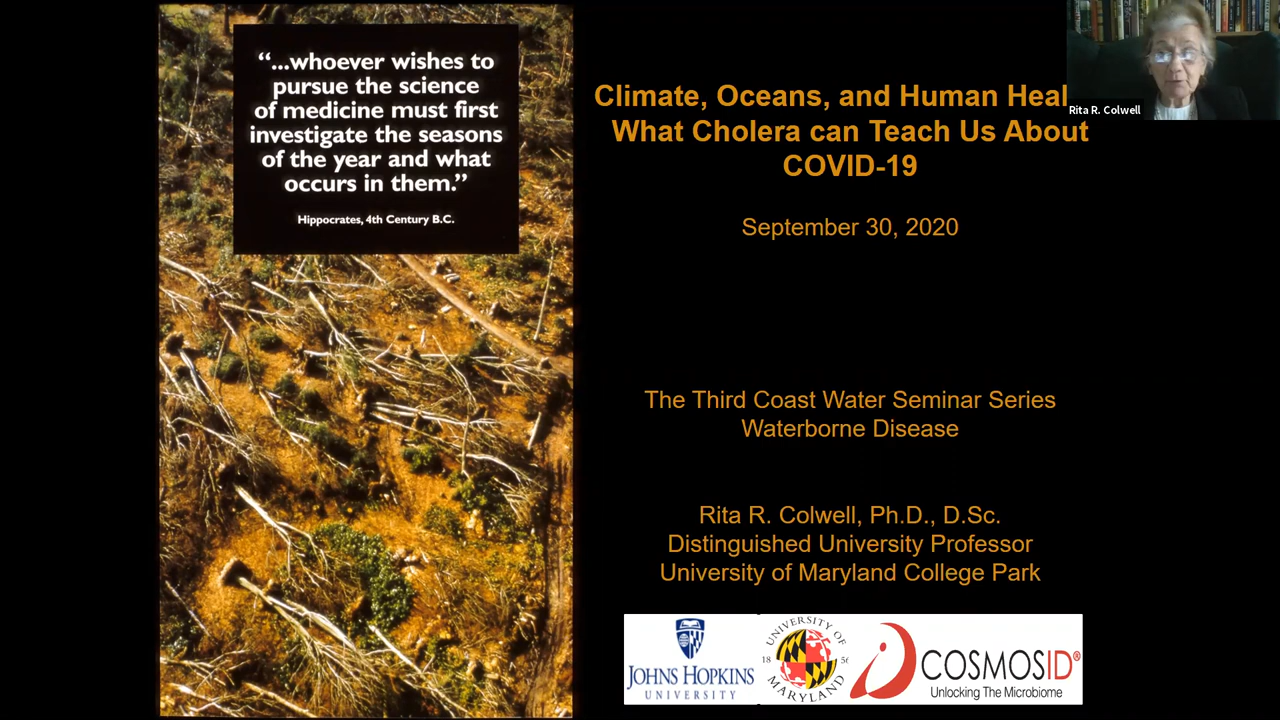 “...whoever wishes to
pursue the science
of medicine must first
investigate the seasons
of the year and what
occurs in them.”
Hippocrates, 4th Century B.C.
Climate, Oceans, and Human Heal
What Cholera can Teach Us About
COVID-19
September 30, 2020
The Third Coast Water Seminar Series
Waterborne Disease
Rita R. Colwell, Ph.D., D.Sc.
Distinguished University Professor
University of Maryland College Park
JOHNS HOPKINS
UNIVERSITY
UNIVERSITY OF
18 56
MARYLAND
COSMOSID®
Unlocking The Microbiome
Rita R. Colwell